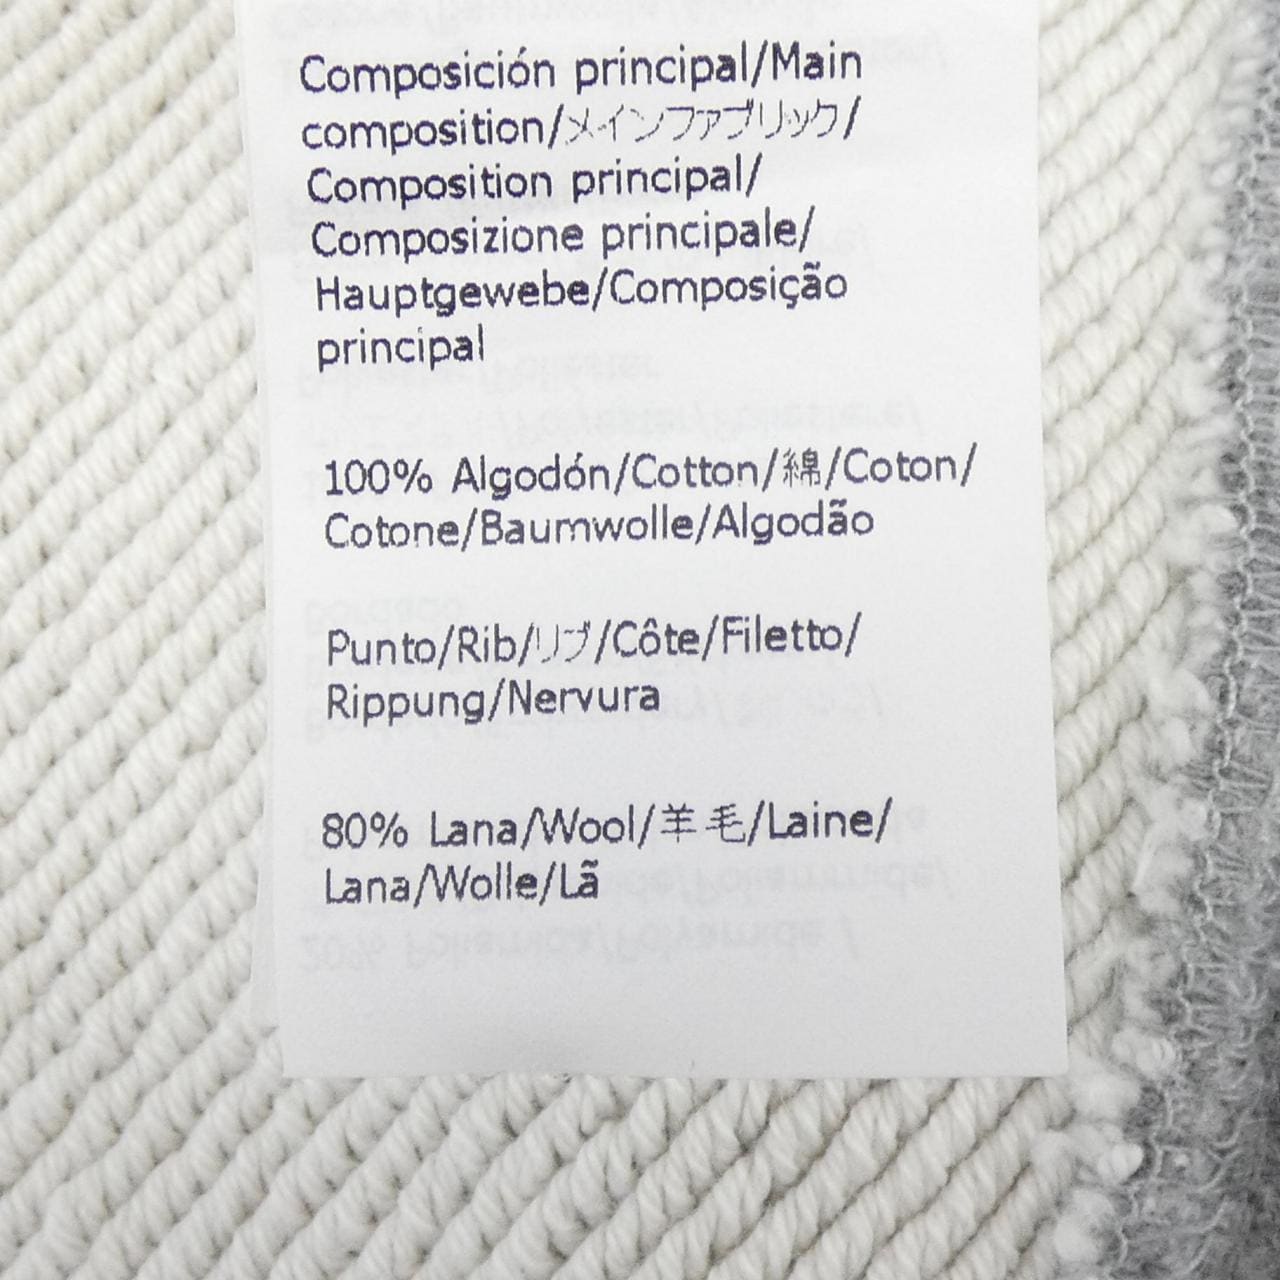 Composición principal/Main
composition/メインファブリック/
Composition principal/
Composizione principale/
Hauptgewebe/Composição
principal
100% Algodón/Cotton/綿/Coton/
Cotone/Baumwolle/Algodão
Punto/Rib/リブ/Côte/Filetto/
Rippung/Nervura
80% Lana/Wool/羊毛/Laine/
Lana/Wolle/Lã